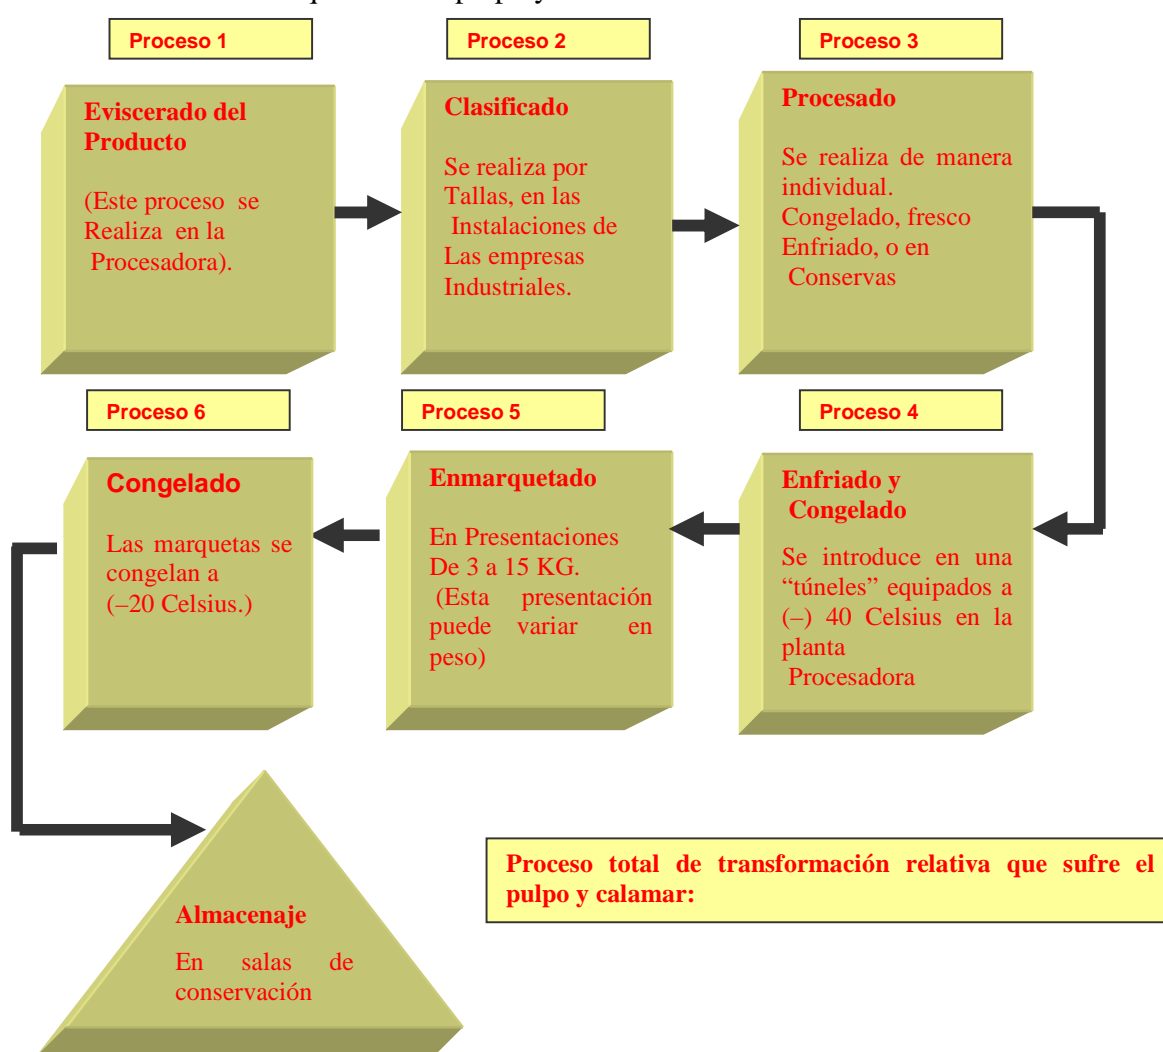 Proceso 1
Eviscerado del
Producto
(Este proceso se
Realiza en la
Procesadora).
Proceso 2
Clasificado
Se realiza por
Tallas, en las
Instalaciones de
Las empresas
Industriales.
Proceso 3
Procesado
Se realiza de manera
individual.
Congelado, fresco
Enfriado, o en
Conservas
Proceso 4
Enfriado y
Congelado
Se introduce en una
“túneles” equipados a
(–) 40 Celsius en la
planta
Procesadora
Proceso 5
Enmarquetado
En Presentaciones
De 3 a 15 KG.
(Esta presentación
puede variar en
peso)
Proceso 6
Congelado
Las marquetas se
congelan a
(–20 Celsius.)
Almacenaje
En salas de
conservación
Proceso total de transformación relativa que sufre el
pulpo y calamar: